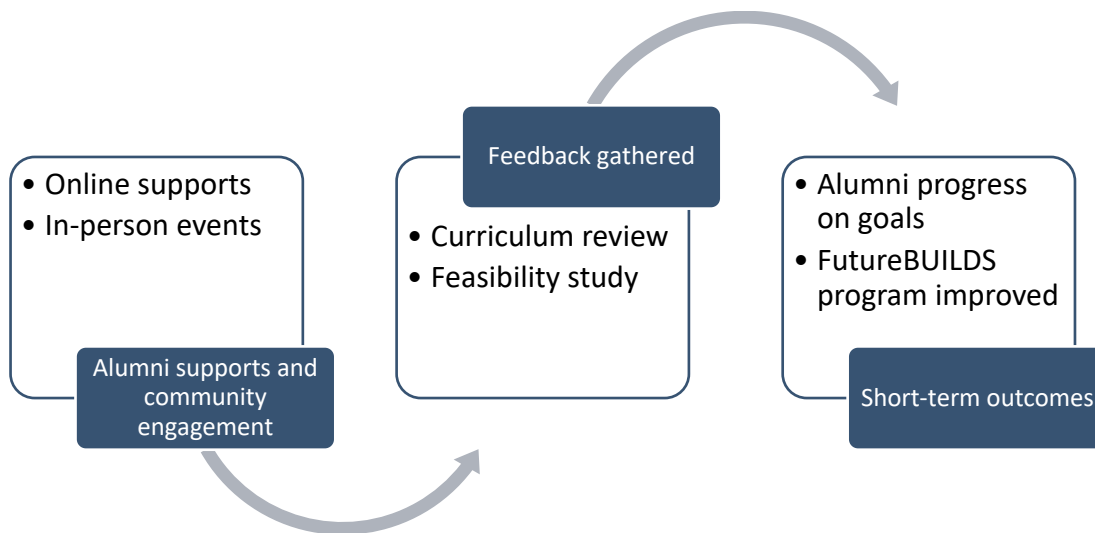 • Online supports
• In-person events
Alumni supports and
community
engagement
Feedback gathered
• Curriculum review
• Feasibility study
• Alumni progress
on goals
• FutureBUILDS
program improved
Short-term outcomes